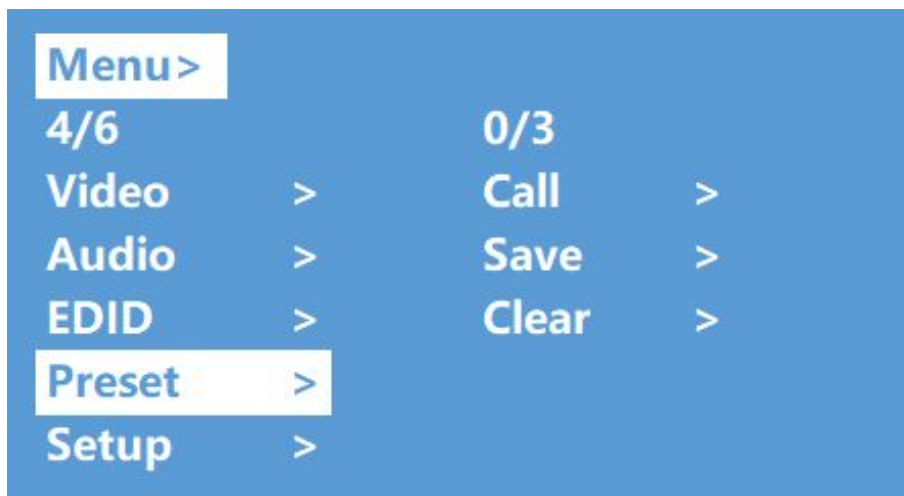 Menu>
4/6 0/3
Video > Call >
Audio > Save >
EDID > Clear >
Preset >
Setup >